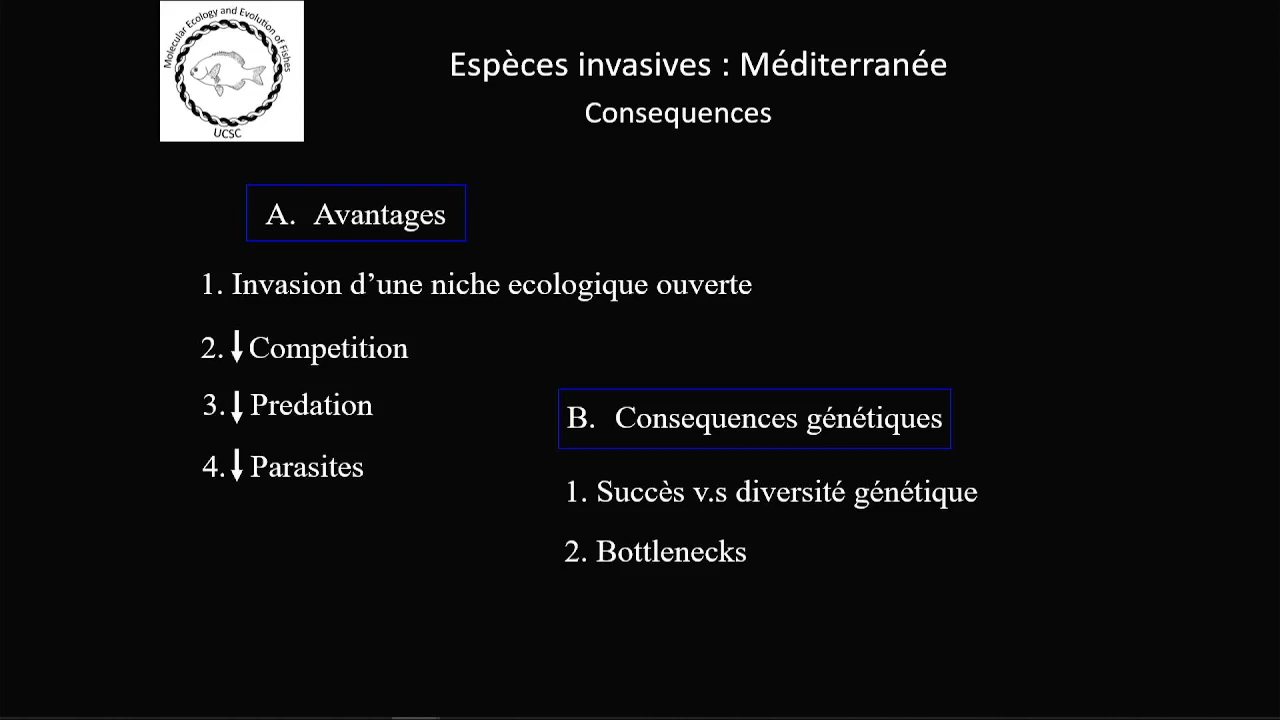 Molecular Ecology and Evolution of Fishes
UCSC
Espèces invasives : Méditerranée
Consequences
A. Avantages
1. Invasion d’une niche ecologique ouverte
2. Competition
3. Predation
4. Parasites
B. Consequences génétiques
1. Succès v.s diversité génétique
2. Bottlenecks